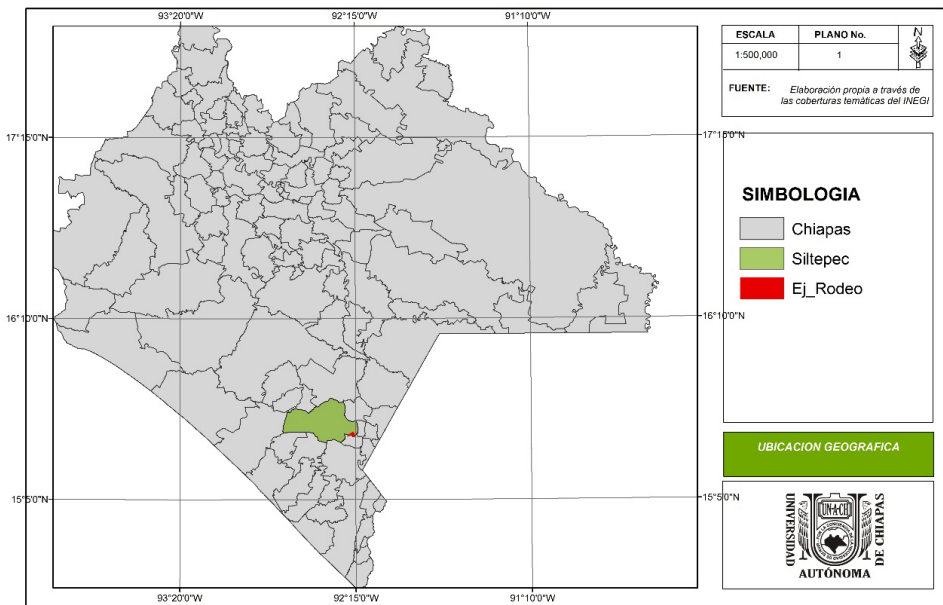 93°20'0"W
92°15'0"W
91°10'0"W
17°15'0"N
17°15'0"N
16°10'0"N
16°10'0"N
15°5'0"N
15°5'0"N
93°20'0"W
92°15'0"W
91°10'0"W
ESCALA
PLANO No.
N
1:500,000
1
FUENTE:
Elaboración propia a través de
las coberturas temáticas del INEGI
SIMBOLOGIA
Chiapas
Siltepec
Ej_Rodeo
UBICACION GEOGRAFICA
UNIVERSIDAD
UN·A·CH
DE CHIAPAS
AUTÓNOMA